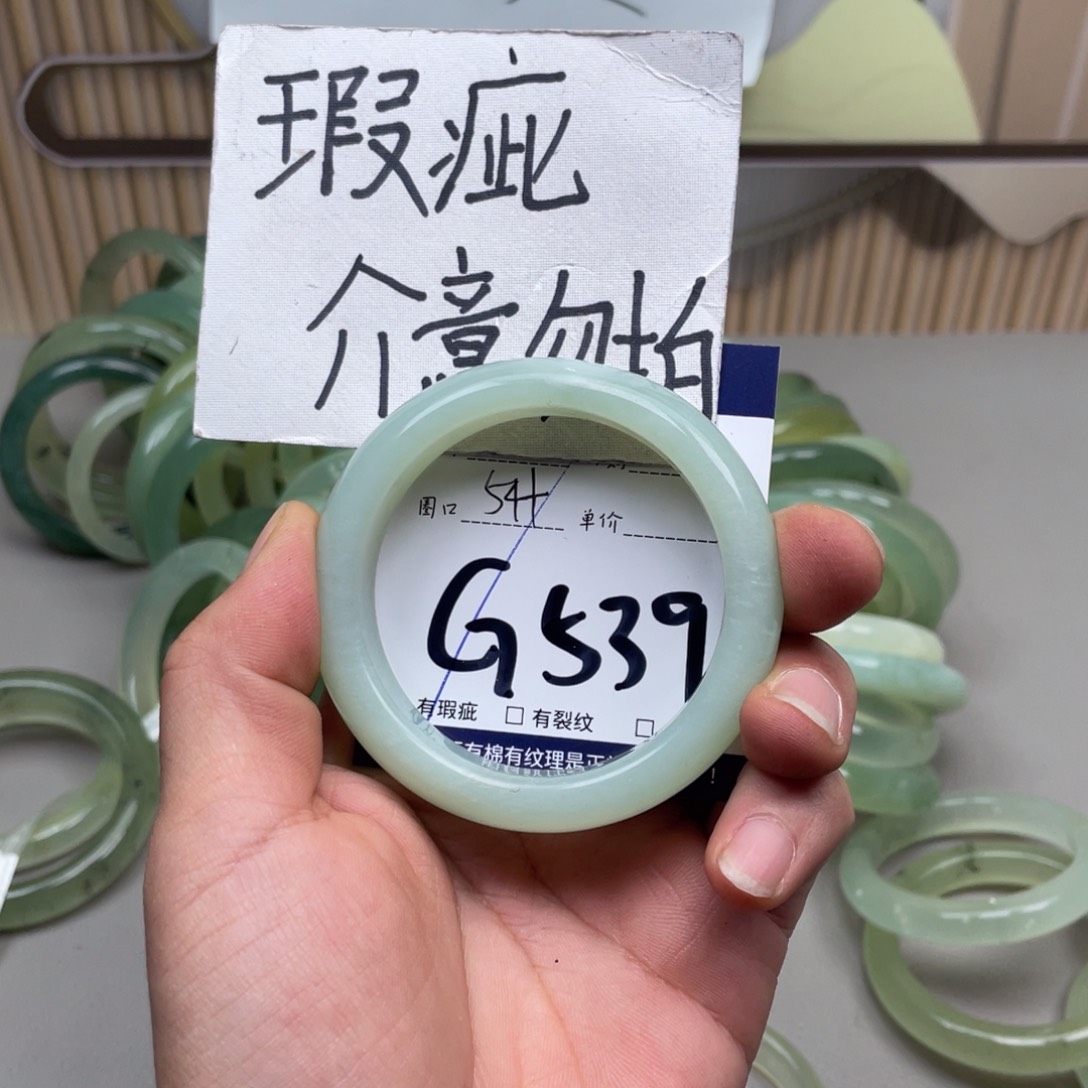 瑕疵
介意勿拍
圈口 54+ 单价
G539
有瑕疵 □有裂纹 □
有棉有纹理是正